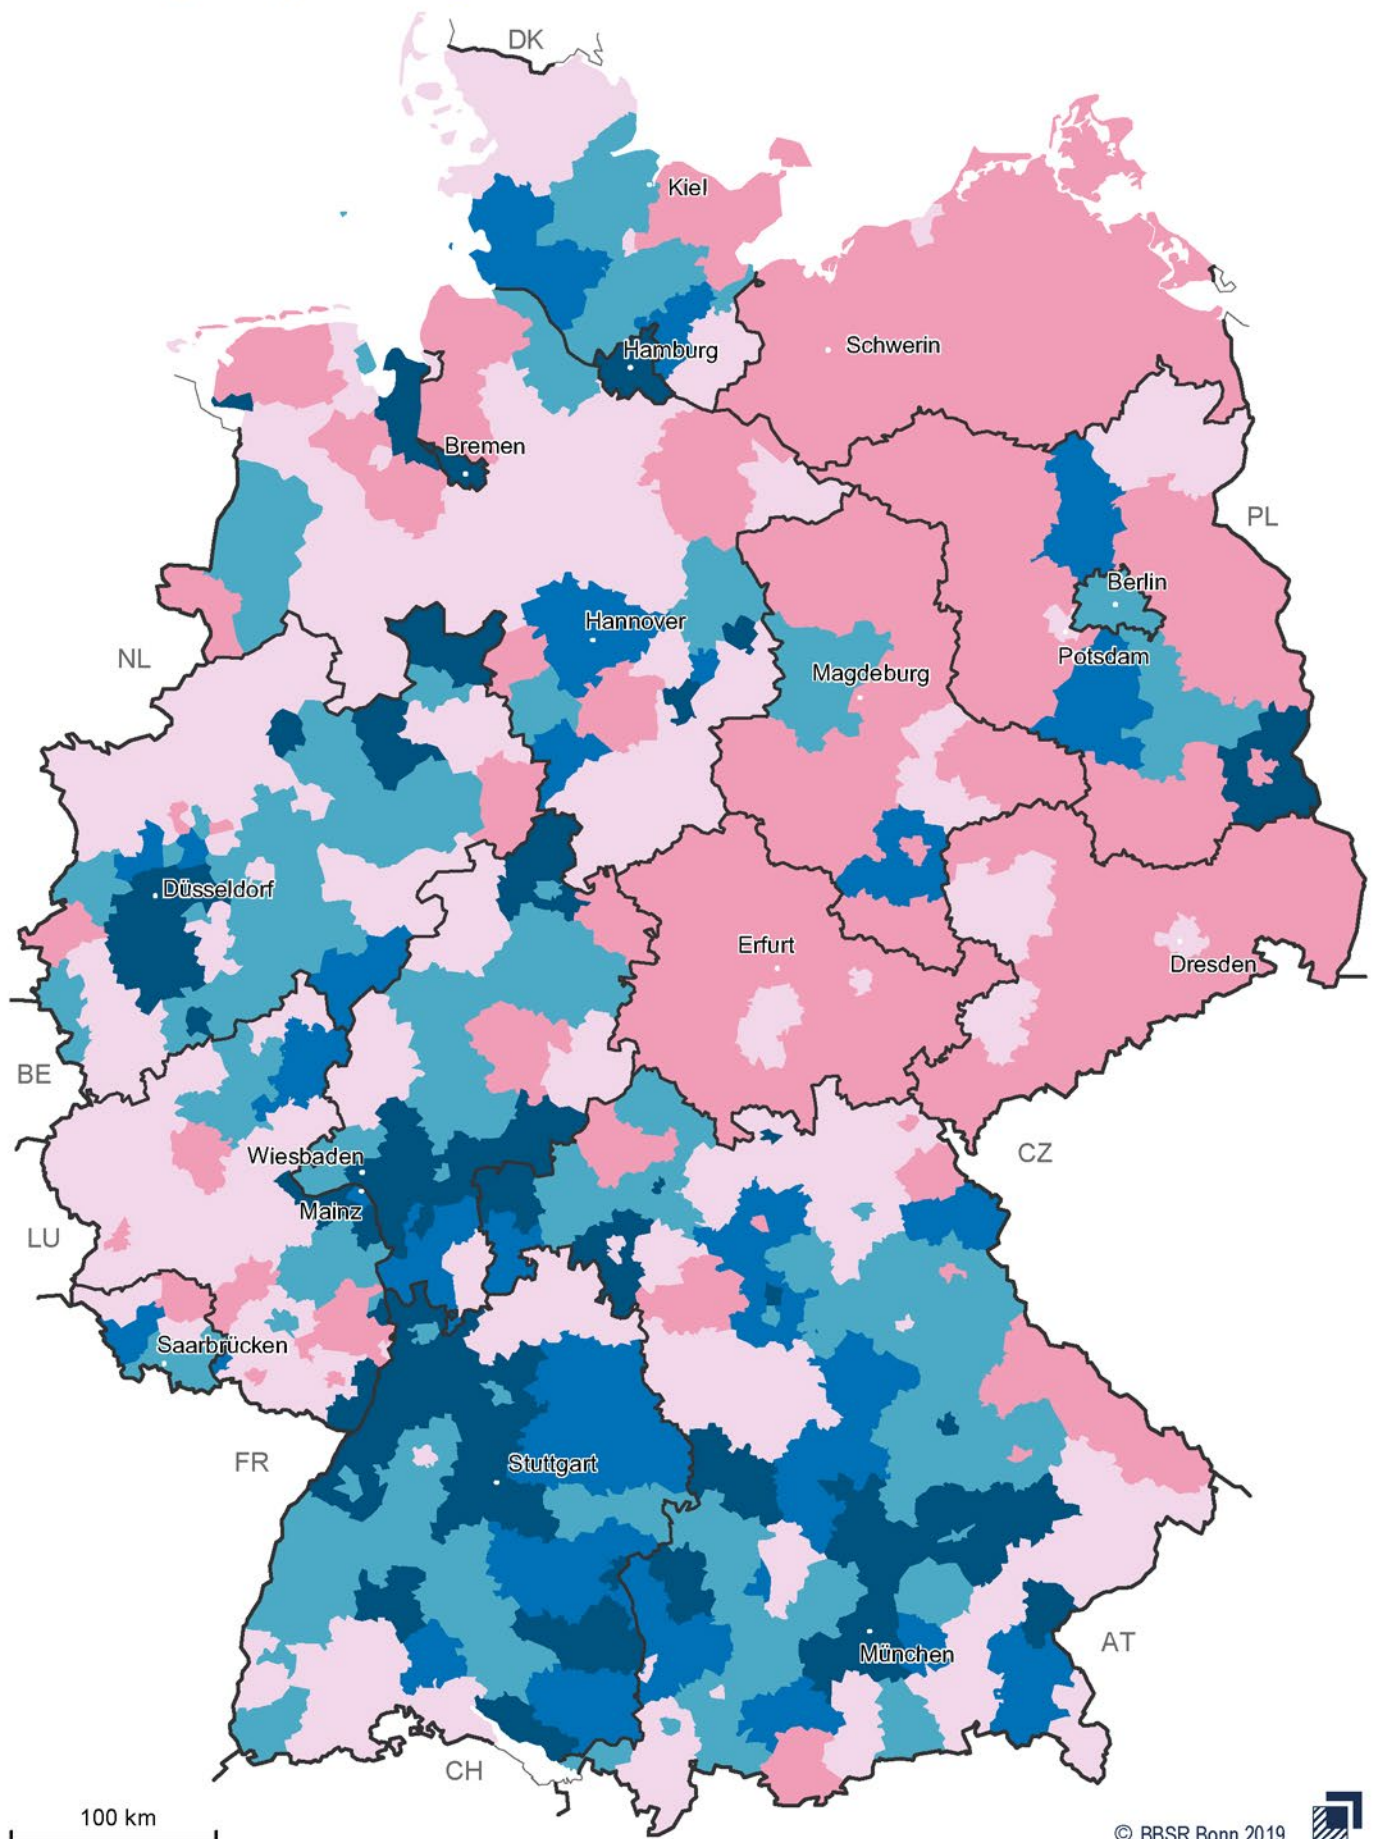 DK
Kiel
Hamburg
Schwerin
Bremen
PL
Berlin
Hannover
NL
Potsdam
Magdeburg
Düsseldorf
Erfurt
Dresden
BE
CZ
Wiesbaden
Mainz
LU
Saarbrücken
FR
Stuttgart
AT
München
CH
100 km
© BBSR Bonn 2019